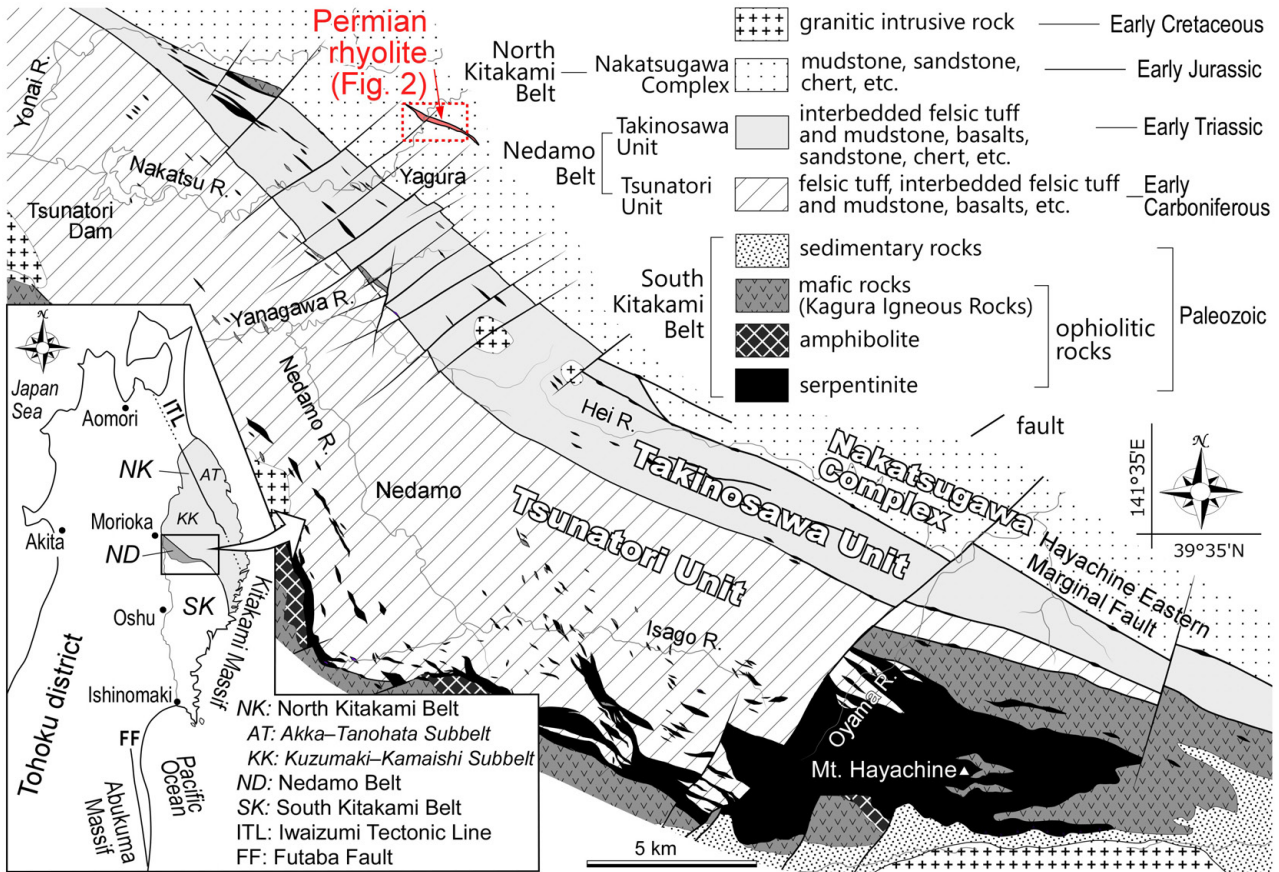 Permian
rhyolite
(Fig. 2)
North
Kitakami
Belt
Nakatsugawa
Complex
granitic intrusive rock
Early Cretaceous
mudstone, sandstone,
chert, etc.
Early Jurassic
Nedamo
Belt
Takinosawa
Unit
interbedded felsic tuff
and mudstone, basalts,
sandstone, chert, etc.
Early Triassic
Tsunatori
Unit
felsic tuff, interbedded felsic tuff
and mudstone, basalts, etc.
Early
Carboniferous
South
Kitakami
Belt
sedimentary rocks
mafic rocks
(Kagura Igneous Rocks)
amphibolite
serpentinite
ophiolitic
rocks
Paleozoic
fault
Yonai R.
Nakatsu R.
Yagura
Tsunatori
Dam
Yanagawa R.
Nedamo R.
Nedamo
Hei R.
Takinosawa Unit
Nakatsugawa
Complex
Tsunatori Unit
Hayachine Eastern
Marginal Fault
Isago R.
Oyama R.
Mt. Hayachine
5 km
N
141°35'E
39°35'N
N
Japan
Sea
Aomori
ITL
NK
AT
KK
Morioka
Akita
ND
SK
Oshu
Kitakami Massif
Ishinomaki
Tohoku district
FF
Abukuma
Massif
Pacific
Ocean
NK: North Kitakami Belt
AT: Akka–Tanohata Subbelt
KK: Kuzumaki–Kamaishi Subbelt
ND: Nedamo Belt
SK: South Kitakami Belt
ITL: Iwaizumi Tectonic Line
FF: Futaba Fault